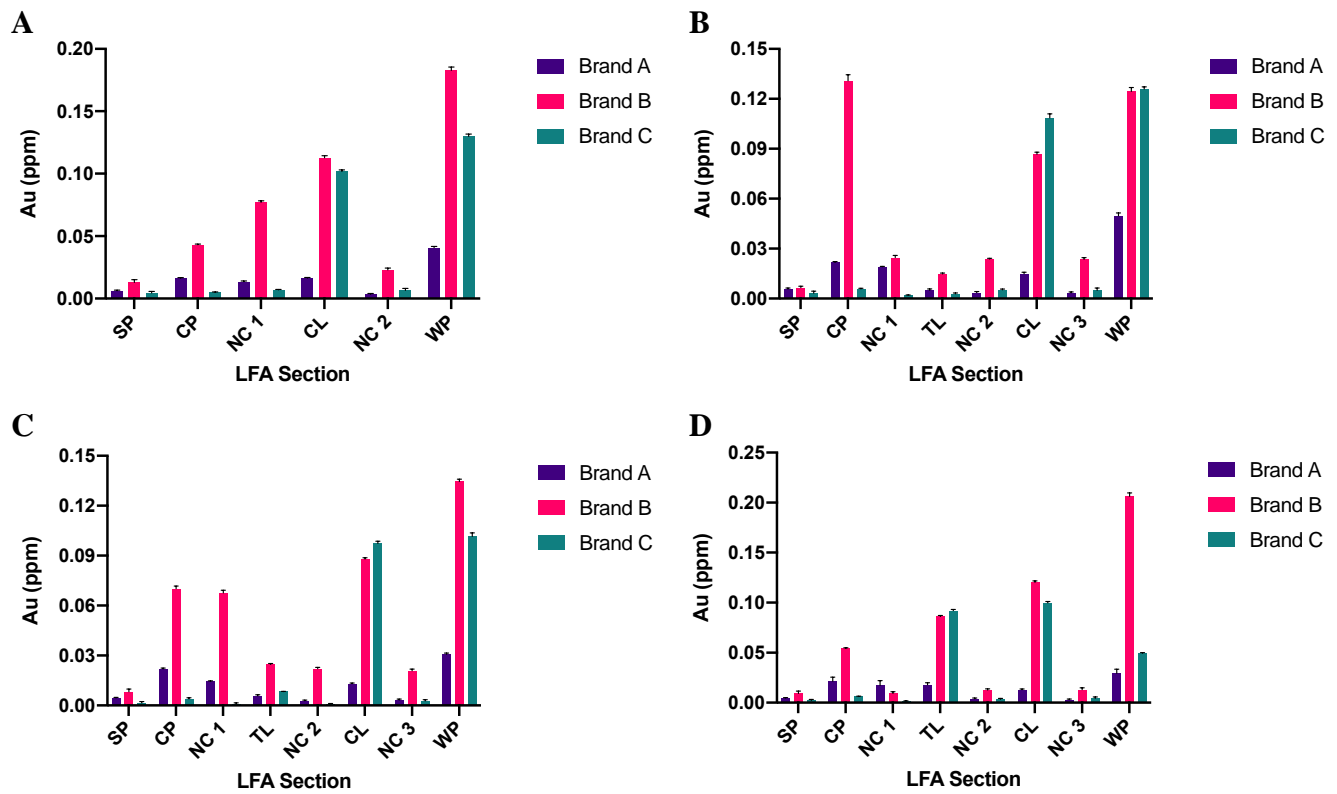 A
Au (ppm)
0.20
0.15
0.10
0.05
0.00
SP
CP
NC 1
CL
NC 2
WP
LFA Section
Brand A
Brand B
Brand C
B
Au (ppm)
0.15
0.12
0.09
0.06
0.03
0.00
SP
CP
NC 1
TL
NC 2
CL
NC 3
WP
LFA Section
Brand A
Brand B
Brand C
C
Au (ppm)
0.15
0.12
0.09
0.06
0.03
0.00
SP
CP
NC 1
TL
NC 2
CL
NC 3
WP
LFA Section
Brand A
Brand B
Brand C
D
Au (ppm)
0.25
0.20
0.15
0.10
0.05
0.00
SP
CP
NC 1
TL
NC 2
CL
NC 3
WP
LFA Section
Brand A
Brand B
Brand C